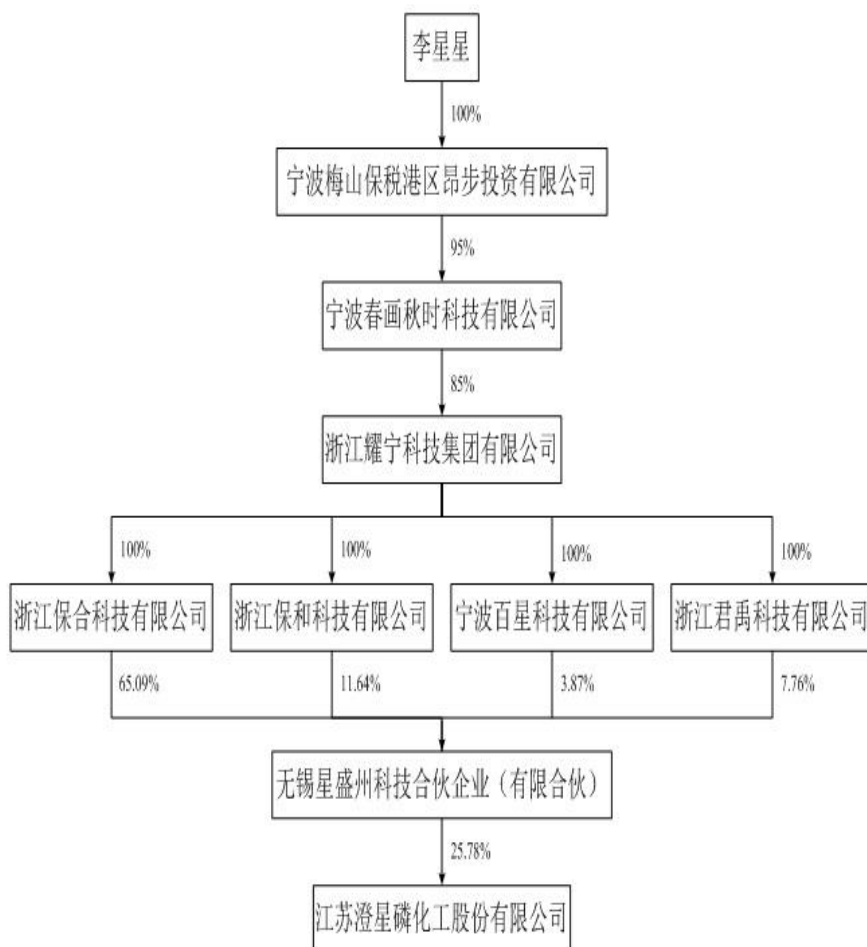 李星星
100%
宁波梅山保税港区昂步投资有限公司
95%
宁波春画秋时科技有限公司
85%
浙江耀宁科技集团有限公司
100%
100%
100%
100%
浙江保合科技有限公司
浙江保和科技有限公司
宁波百星科技有限公司
浙江君禹科技有限公司
65.09%
11.64%
3.87%
7.76%
无锡星盛州科技合伙企业（有限合伙）
25.78%
江苏澄星磷化工股份有限公司